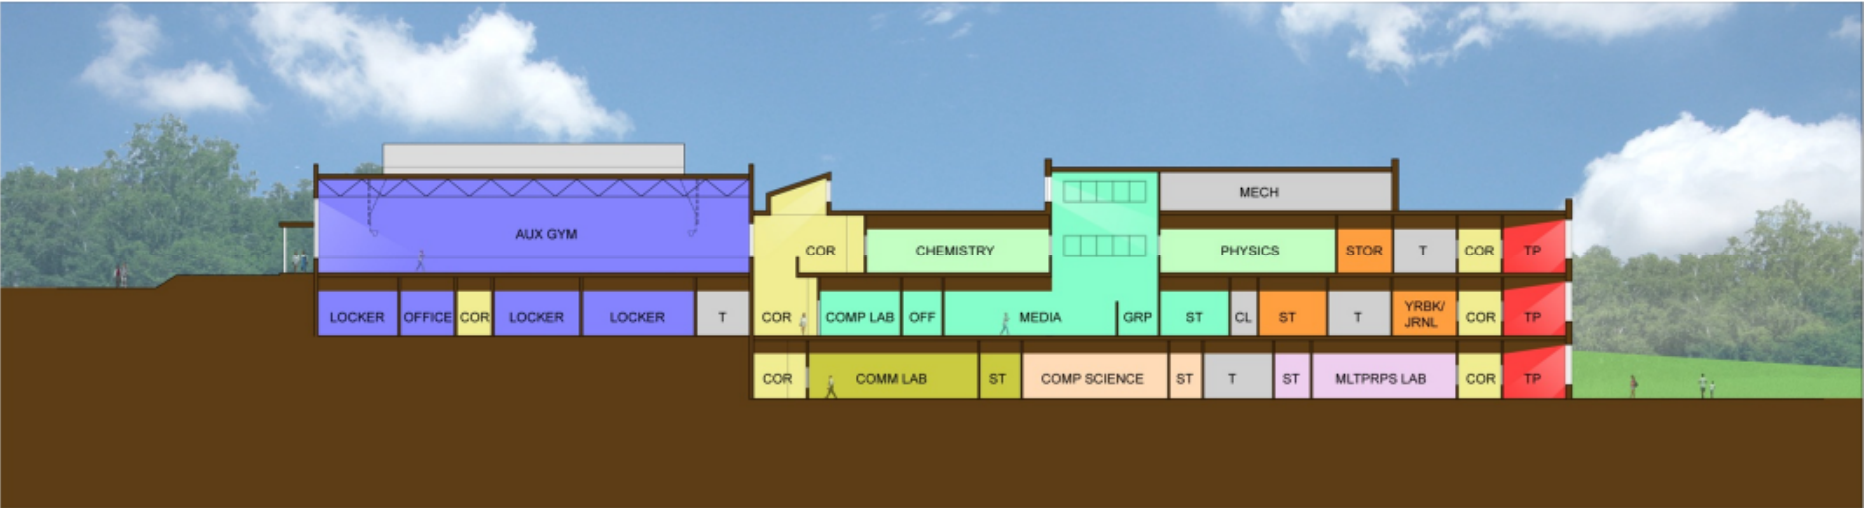 MECH
AUX GYM
COR
CHEMISTRY
PHYSICS
STOR
T
COR
TP
LOCKER
OFFICE
COR
LOCKER
LOCKER
T
COR
COMP LAB
OFF
MEDIA
GRP
ST
CL
ST
T
YRBK/
JRNL
COR
TP
COR
COMM LAB
ST
COMP SCIENCE
ST
T
ST
MLTPRPS LAB
COR
TP